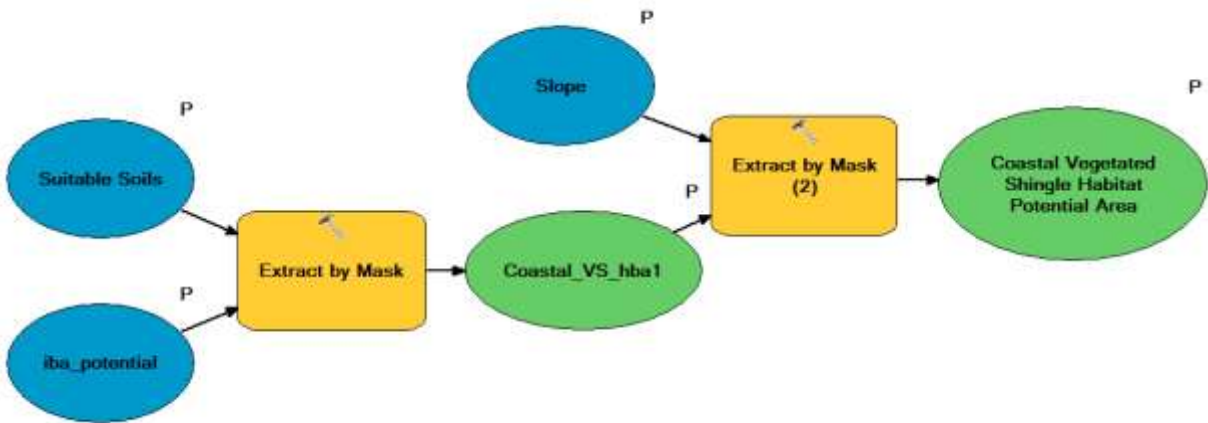 P
Slope
P
P
Suitable Soils
Extract by Mask
(2)
Coastal Vegetated
Shingle Habitat
Potential Area
P
P
Extract by Mask
Coastal_VS_hba1
iba_potential